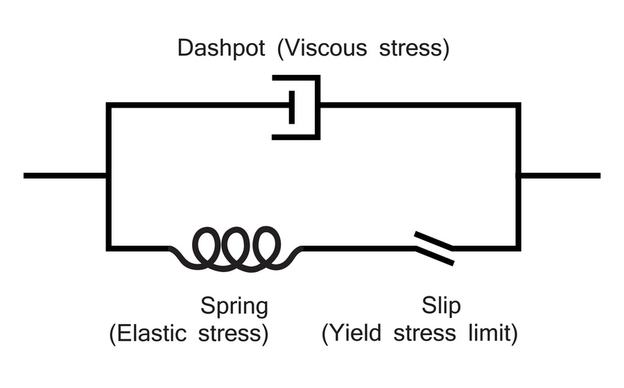 Dashpot (Viscous stress)
Spring
(Elastic stress)
Slip
(Yield stress limit)